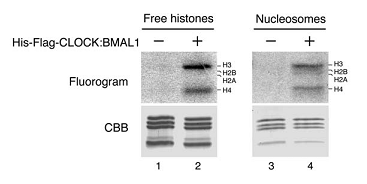 Free histones Nucleosomes
His-Flag-CLOCK:BMAL1 − + − +
Fluorogram
H3 H3
H2B H2B
H2A H2A
H4 H4
CBB
1 2 3 4